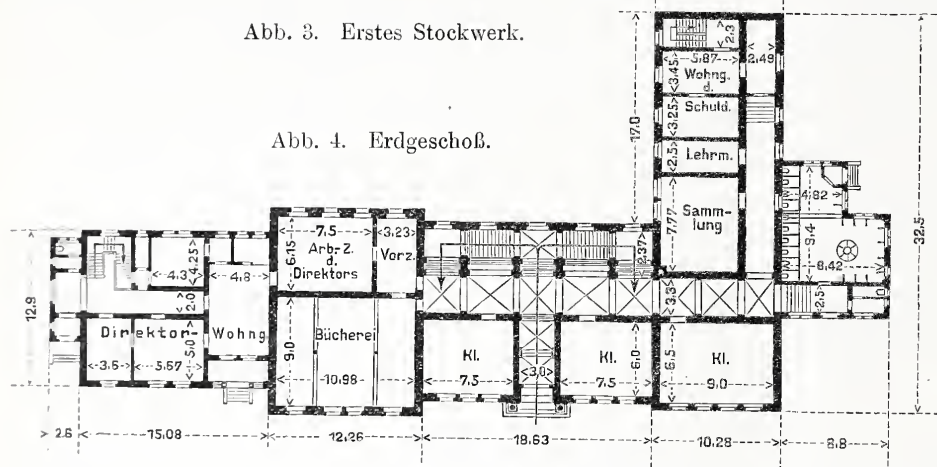 Abb. 3. Erstes Stockwerk.
Abb. 4. Erdgeschoß.
2,3
5,87
2,49
3,45
Wohng.
d.
Schuld.
3,25
17,0
32,5
2,5
Lehrm.
7,77
Sammlung
4,82
9,4
8,42
2,5
7,5
3,23
6,15
Arb-Z.
d.
Direktors
Vorz.
2,37
3,3
12,9
4,3
4,25
4,8
2,0
Direktor-
Wohng
5,0
3,5
5,57
9,0
Bücherei
10,98
Kl.
7,5
3,0
Kl.
7,5
6,0
6,5
Kl.
9,0
2,6
15,08
12,26
18,63
10,28
8,8